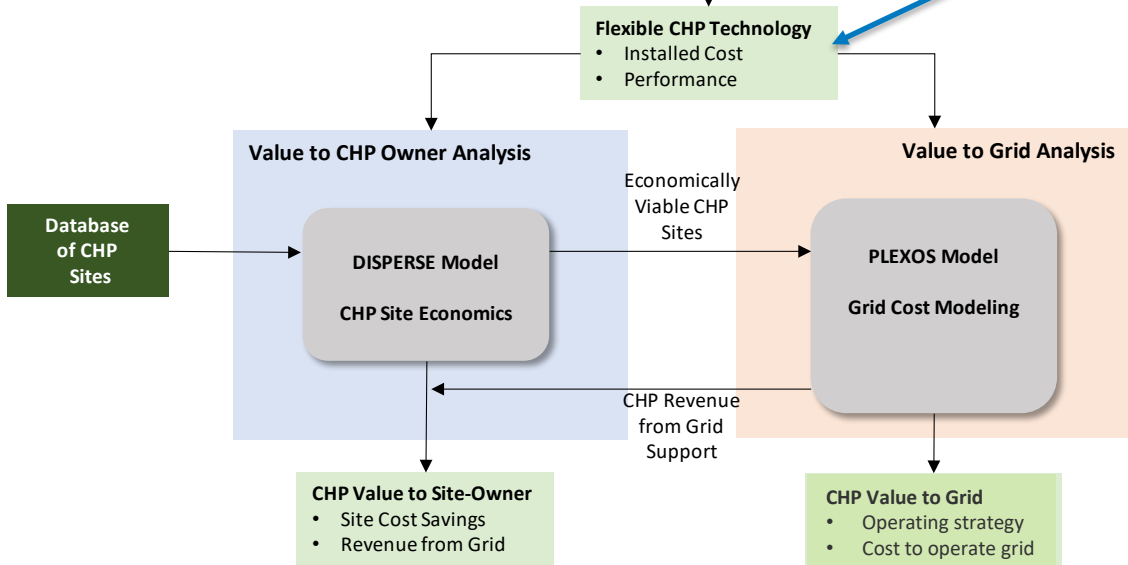 Flexible CHP Technology
• Installed Cost
• Performance
Value to CHP Owner Analysis
Value to Grid Analysis
Economically
Viable CHP
Sites
Database
of CHP
Sites
DISPERSE Model
CHP Site Economics
PLEXOS Model
Grid Cost Modeling
CHP Revenue
from Grid
Support
CHP Value to Site-Owner
• Site Cost Savings
• Revenue from Grid
CHP Value to Grid
• Operating strategy
• Cost to operate grid